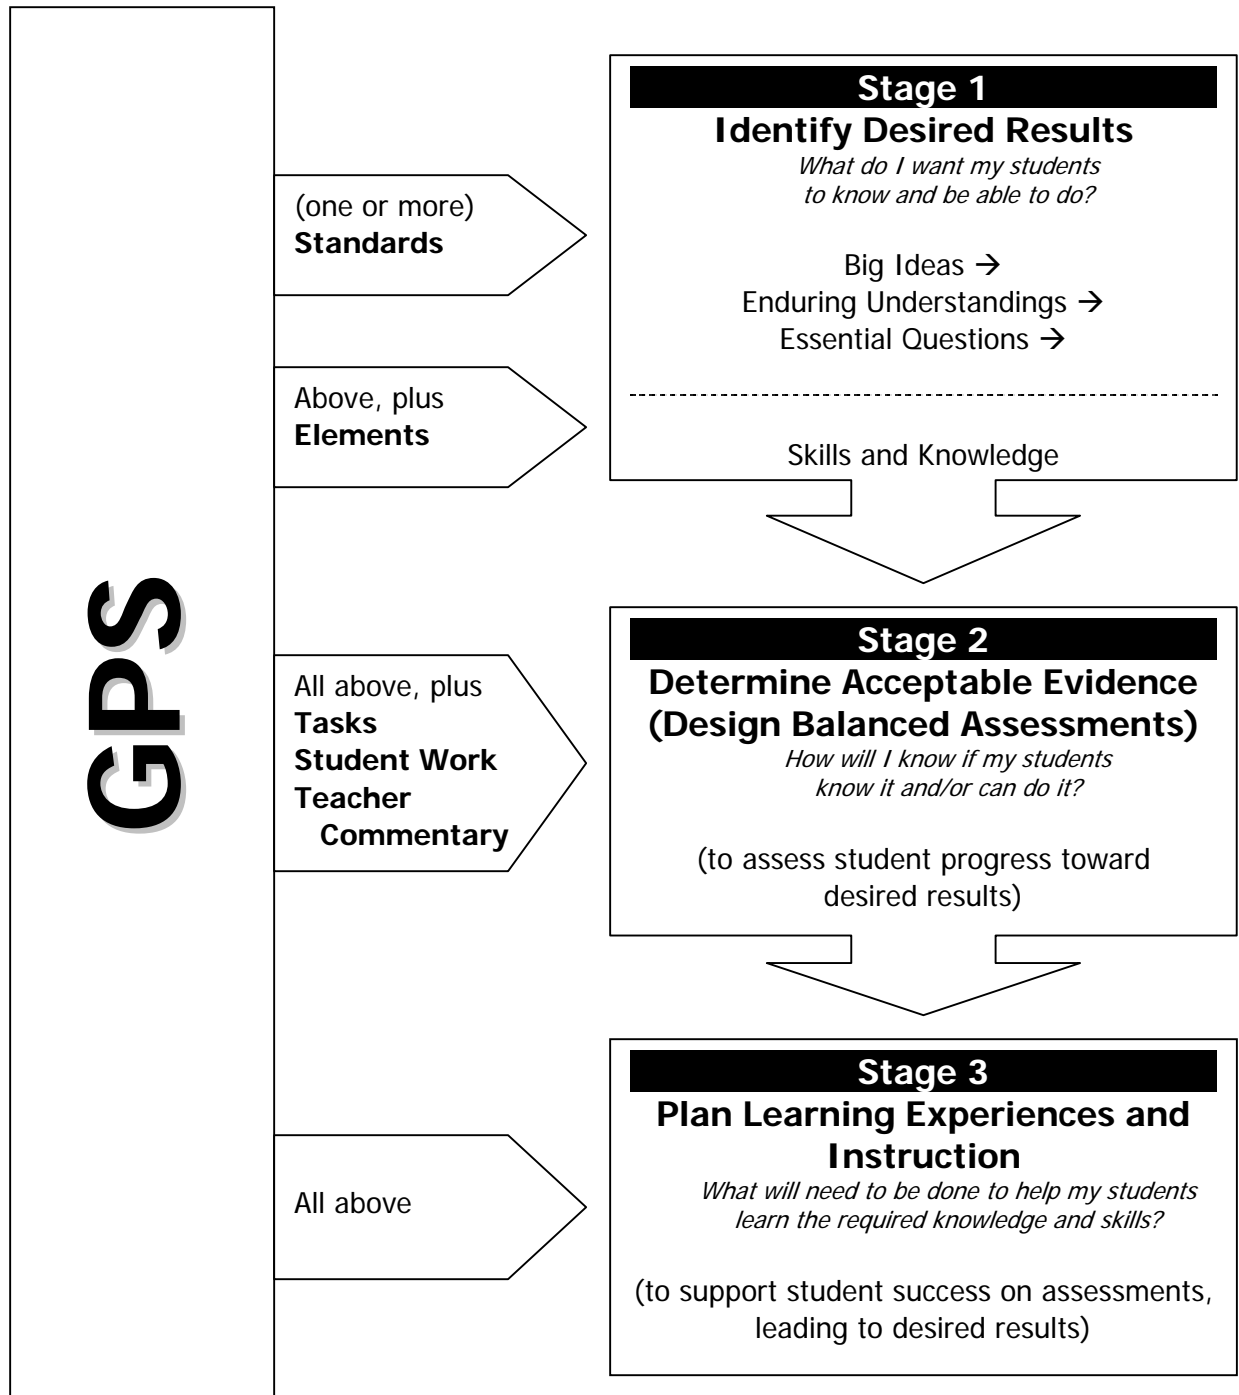 GPS
(one or more)
Standards
Above, plus
Elements
All above, plus
Tasks
Student Work
Teacher
Commentary
All above
Stage 1
Identify Desired Results
What do I want my students
to know and be able to do?
Big Ideas →
Enduring Understandings →
Essential Questions →
Skills and Knowledge
Stage 2
Determine Acceptable Evidence
(Design Balanced Assessments)
How will I know if my students
know it and/or can do it?
(to assess student progress toward
desired results)
Stage 3
Plan Learning Experiences and
Instruction
What will need to be done to help my students
learn the required knowledge and skills?
(to support student success on assessments,
leading to desired results)